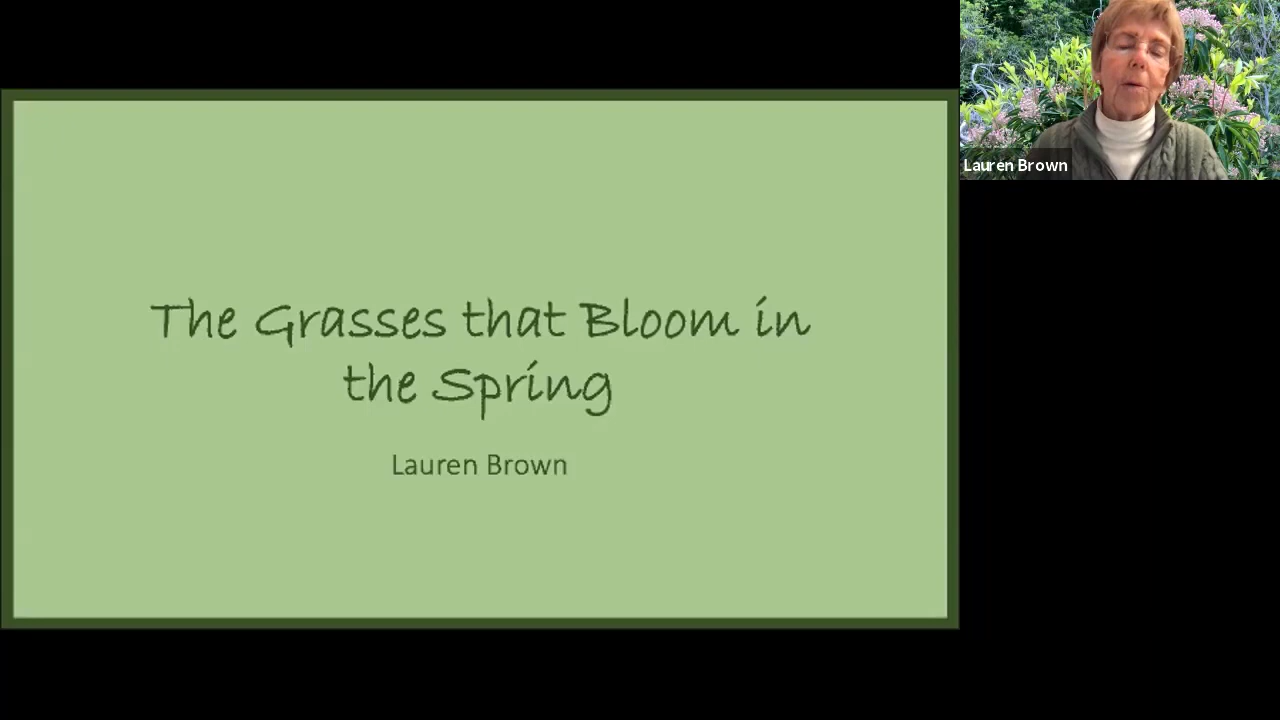 The Grasses that Bloom in
the Spring
Lauren Brown
Lauren Brown